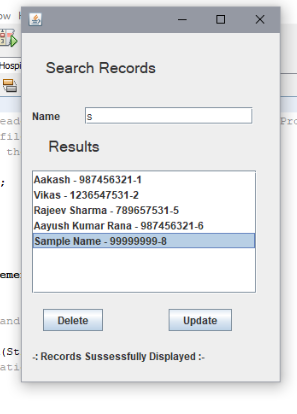 Search Records
Name s
Results
Aakash - 987456321-1
Vikas - 1236547531-2
Rajeev Sharma - 789657531-5
Aayush Kumar Rana - 987456321-6
Sample Name - 99999999-8
Delete Update
-: Records Sussessfully Displayed :-